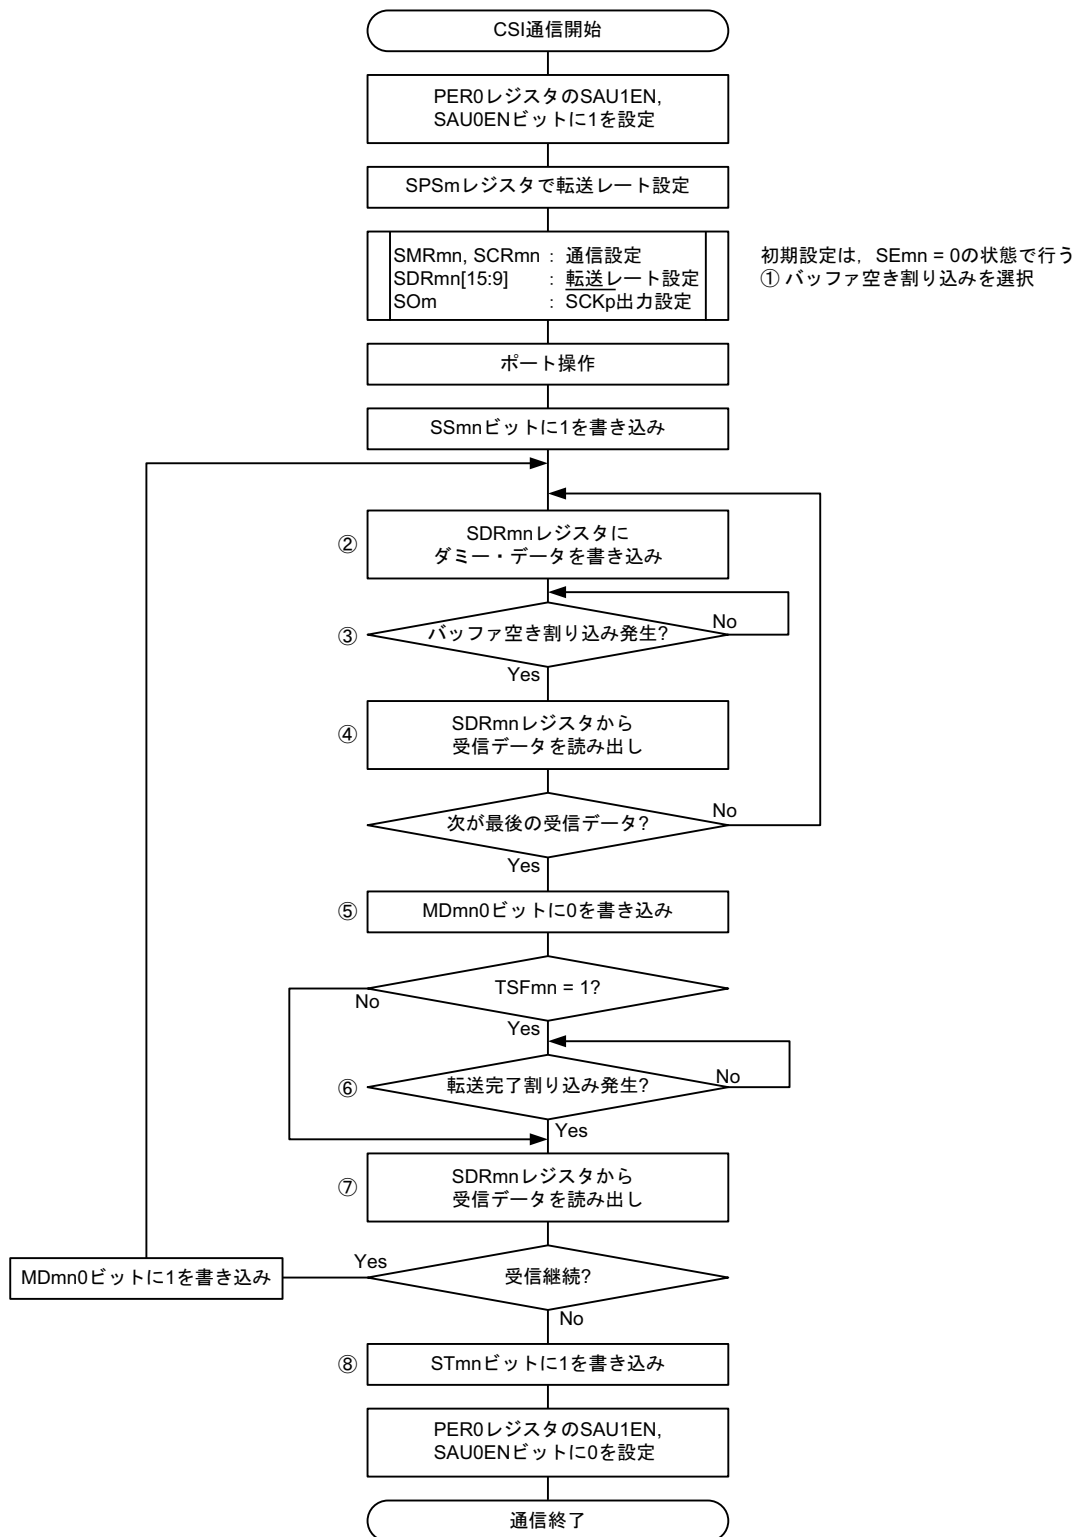 CSI通信開始
PER0レジスタのSAU1EN,
SAU0ENビットに1を設定
SPSmレジスタで転送レート設定
SMRmn, SCRmn : 通信設定
SDRmn[15:9] : 転送レート設定
SOm : SCKp出力設定
初期設定は，SEmn = 0の状態で行う
① バッファ空き割り込みを選択
ポート操作
SSmnビットに1を書き込み
②
SDRmnレジスタに
ダミー・データを書き込み
③
バッファ空き割り込み発生?
No
Yes
④
SDRmnレジスタから
受信データを読み出し
次が最後の受信データ?
No
Yes
⑤
MDmn0ビットに0を書き込み
TSFmn = 1?
No
Yes
⑥
転送完了割り込み発生?
No
Yes
⑦
SDRmnレジスタから
受信データを読み出し
MDmn0ビットに1を書き込み
Yes
受信継続?
No
⑧
STmnビットに1を書き込み
PER0レジスタのSAU1EN,
SAU0ENビットに0を設定
通信終了